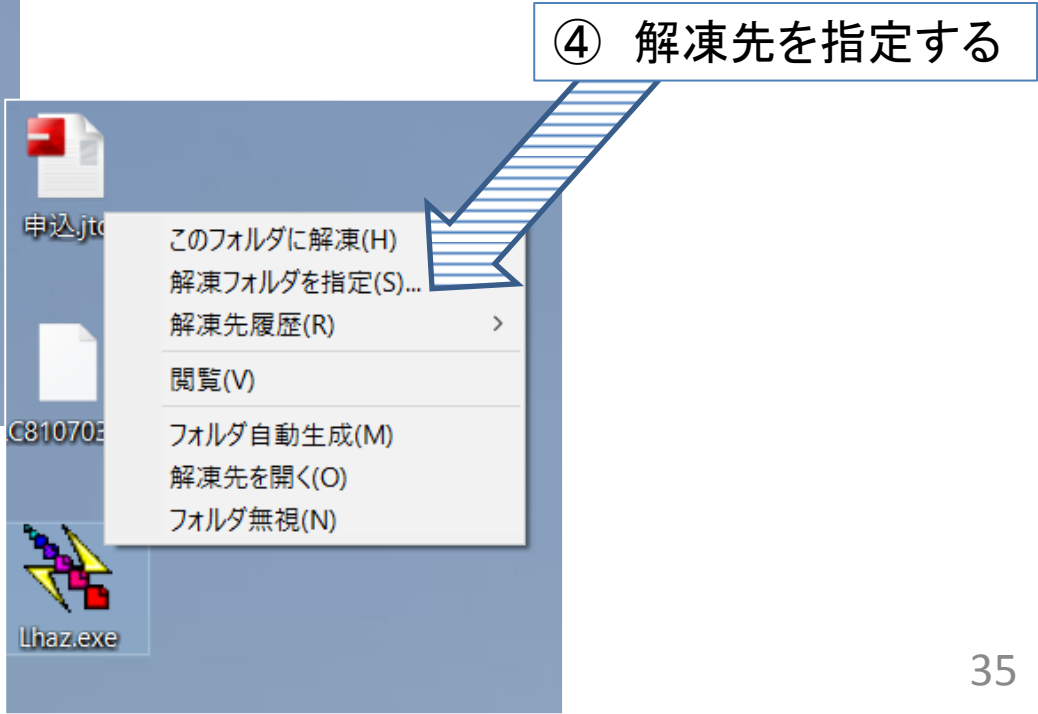 ④ 解凍先を指定する
申込.jtd
このフォルダに解凍(H)
解凍フォルダを指定(S)...
解凍先履歴(R)
閲覧(V)
C810703
フォルダ自動生成(M)
解凍先を開く(O)
フォルダ無視(N)
Lhaz.exe
35